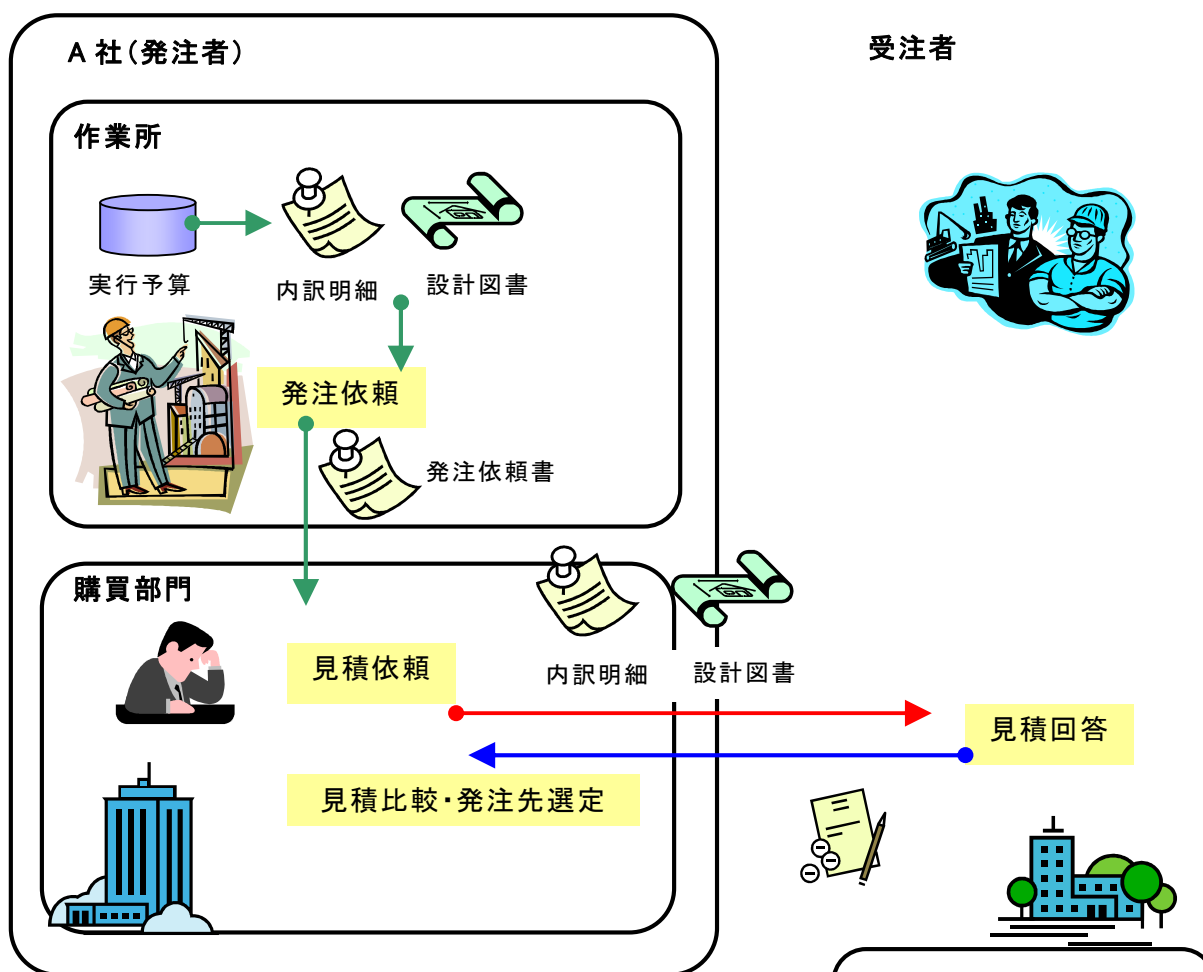 A社(発注者)
受注者
作業所
実行予算
内訳明細
設計図書
発注依頼
発注依頼書
購買部門
見積依頼
内訳明細
設計図書
見積回答
見積比較・発注先選定